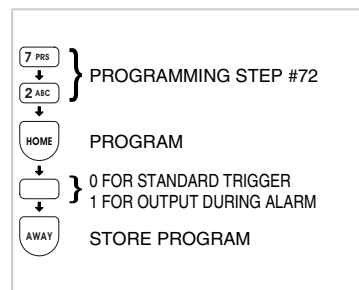 7 PRS
2 ABC
PROGRAMMING STEP #72
HOME
PROGRAM
0 FOR STANDARD TRIGGER
1 FOR OUTPUT DURING ALARM
AWAY
STORE PROGRAM